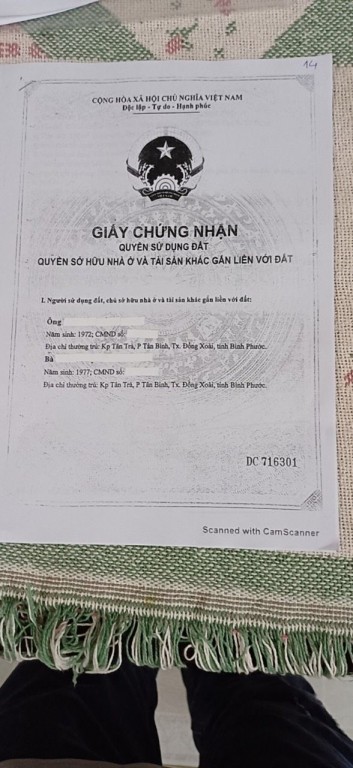 14
CỘNG HÒA XÃ HỘI CHỦ NGHĨA VIỆT NAM
Độc lập - Tự do - Hạnh phúc
GIẤY CHỨNG NHẬN
QUYỀN SỬ DỤNG ĐẤT
QUYỀN SỞ HỮU NHÀ Ở VÀ TÀI SẢN KHÁC GẮN LIỀN VỚI ĐẤT
I. Người sử dụng đất, chủ sở hữu nhà ở và tài sản khác gắn liền với đất:
Ông
Năm sinh: 1972; CMND số:
Địa chỉ thường trú: Kp Tân Trà, P Tân Bình, Tx. Đồng Xoài, tỉnh Bình Phước.
Bà
Năm sinh: 1977; CMND số:
Địa chỉ thường trú: Kp Tân Trà, P Tân Bình, Tx. Đồng Xoài, tỉnh Bình Phước.
DC 716301
Scanned with CamScanner